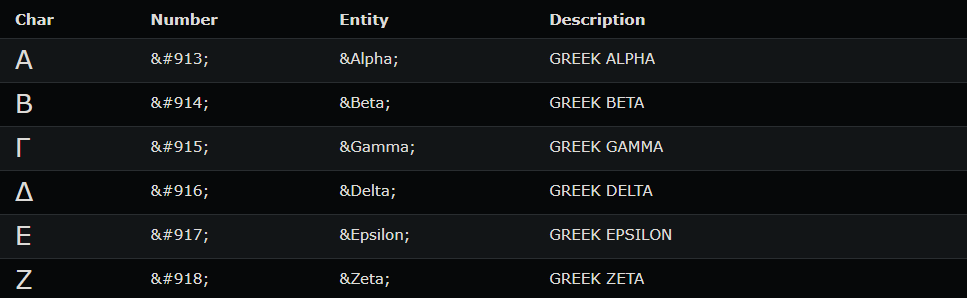 Char Number Entity Description
Α &#913; &Alpha; GREEK ALPHA
Β &#914; &Beta; GREEK BETA
Γ &#915; &Gamma; GREEK GAMMA
Δ &#916; &Delta; GREEK DELTA
Ε &#917; &Epsilon; GREEK EPSILON
Ζ &#918; &Zeta; GREEK ZETA